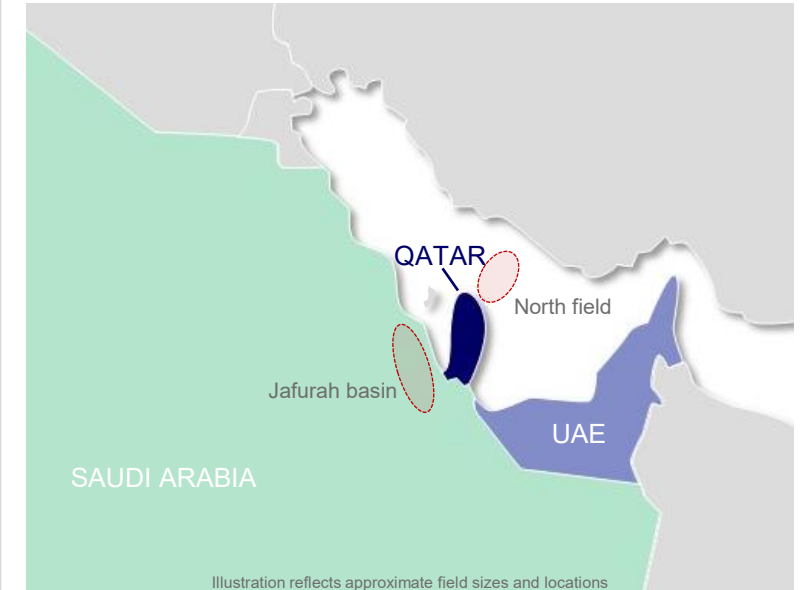 QATAR
North field
Jafurah basin
UAE
SAUDI ARABIA
Illustration reflects approximate field sizes and locations